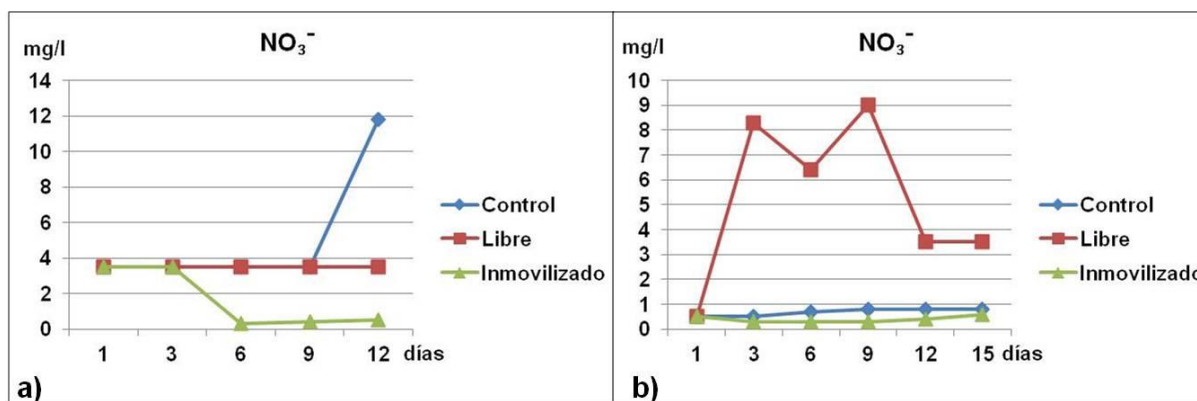 NO₃⁻
mg/l
14
12
10
8
6
4
2
0
1 3 6 9 12 días
Control
Libre
Inmovilizado
a)
NO₃⁻
mg/l
10
9
8
7
6
5
4
3
2
1
0
1 3 6 9 12 15 días
Control
Libre
Inmovilizado
b)